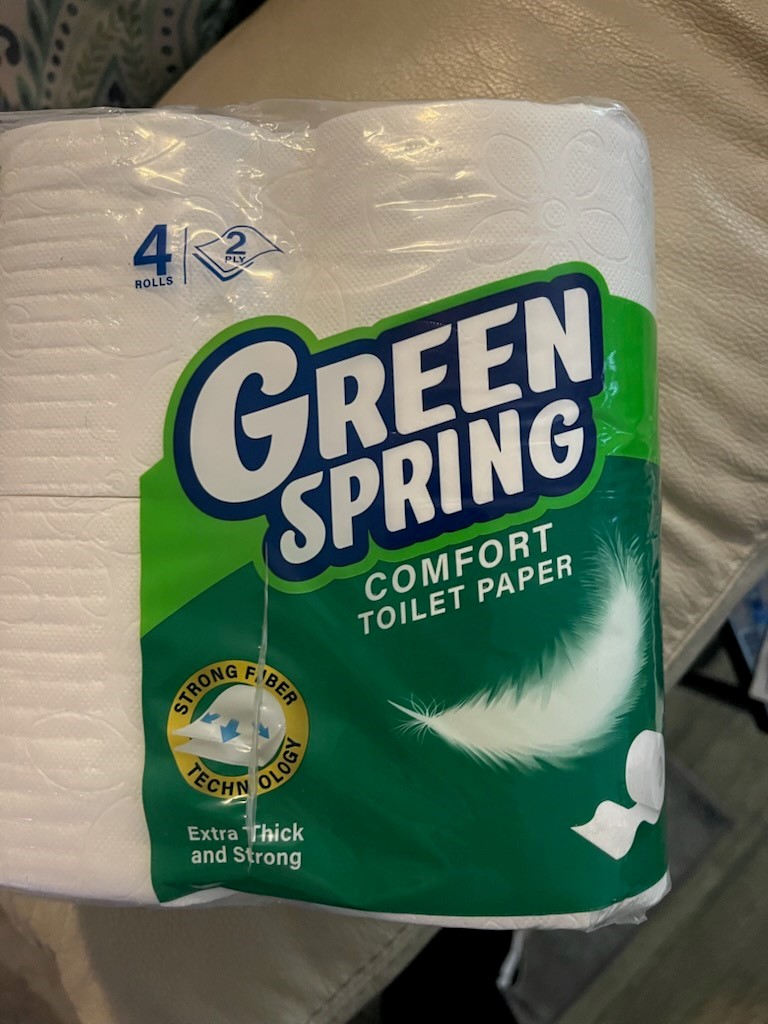 4
ROLLS
2
PLY
GREEN
SPRING
COMFORT
TOILET PAPER
STRONG FIBER
TECHNOLOGY
Extra Thick
and Strong